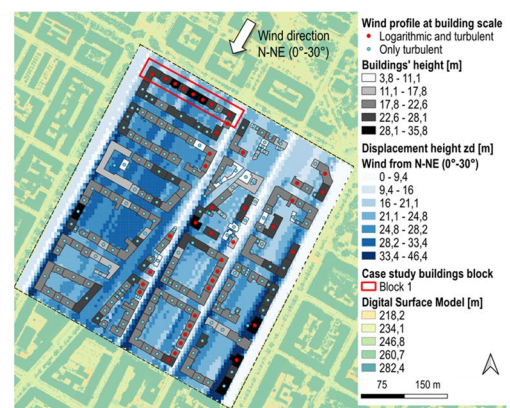 Wind direction
N-NE (0°-30°)
Wind profile at building scale
Logarithmic and turbulent
Only turbulent
Buildings' height [m]
3,8 - 11,1
11,1 - 17,8
17,8 - 22,6
22,6 - 28,1
28,1 - 35,8
Displacement height zd [m]
Wind from N-NE (0°-30°)
0 - 9,4
9,4 - 16
16 - 21,1
21,1 - 24,8
24,8 - 28,2
28,2 - 33,4
33,4 - 46,4
Case study buildings block
Block 1
Digital Surface Model [m]
218,2
234,1
246,8
260,7
282,4
75 150 m